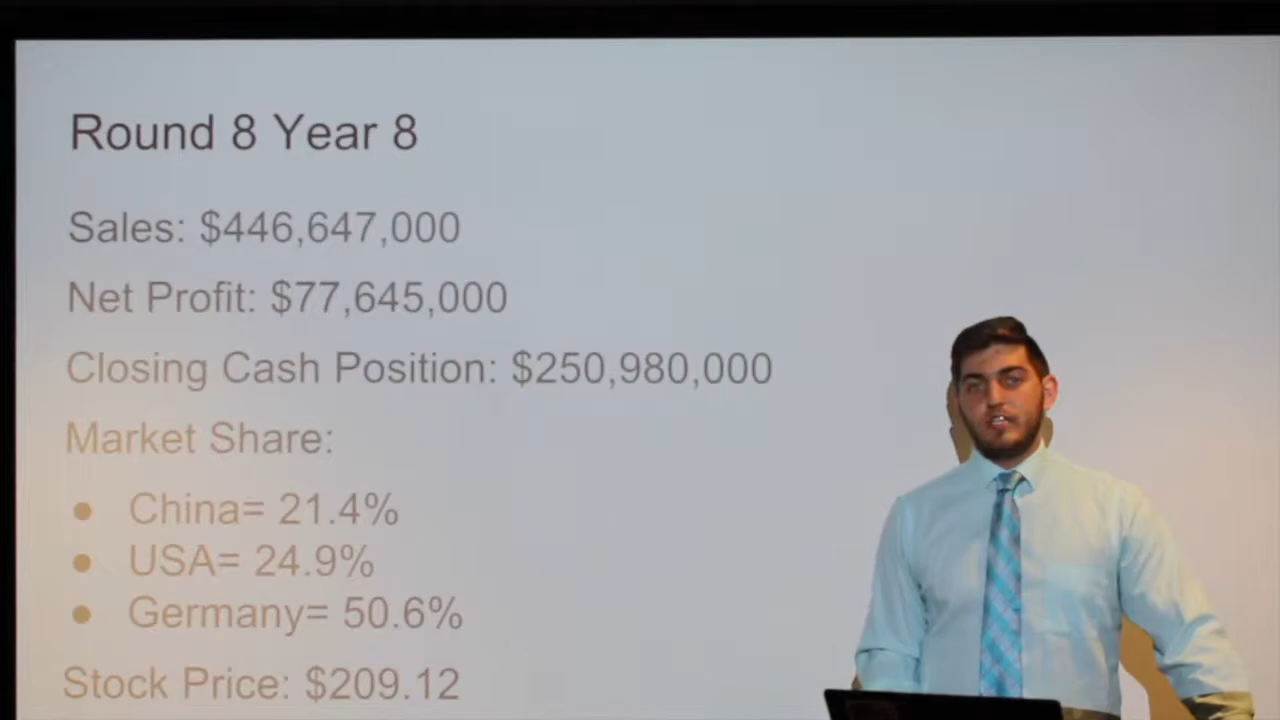 Round 8 Year 8
Sales: $446,647,000
Net Profit: $77,645,000
Closing Cash Position: $250,980,000
Market Share:
● China= 21.4%
● USA= 24.9%
● Germany= 50.6%
Stock Price: $209.12